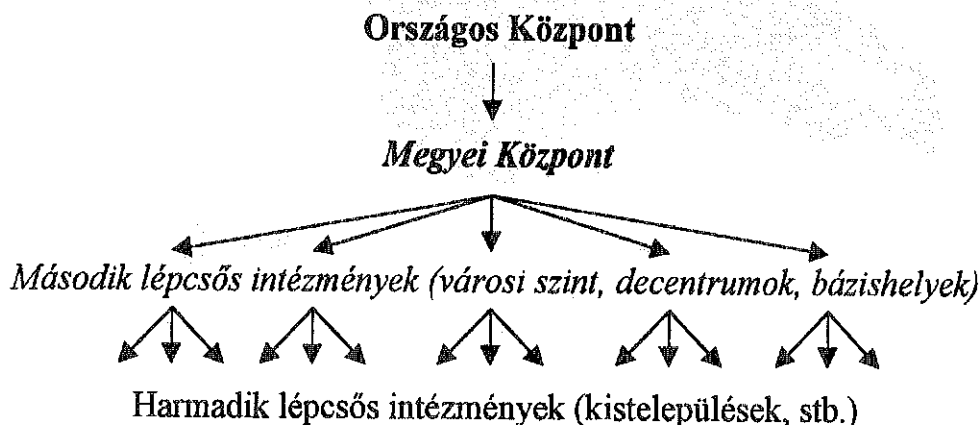 Országos Központ
Megyei Központ
Második lépcsős intézmények (városi szint, decentrumok, bázishelyek)
Harmadik lépcsős intézmények (kistelepülések, stb.)